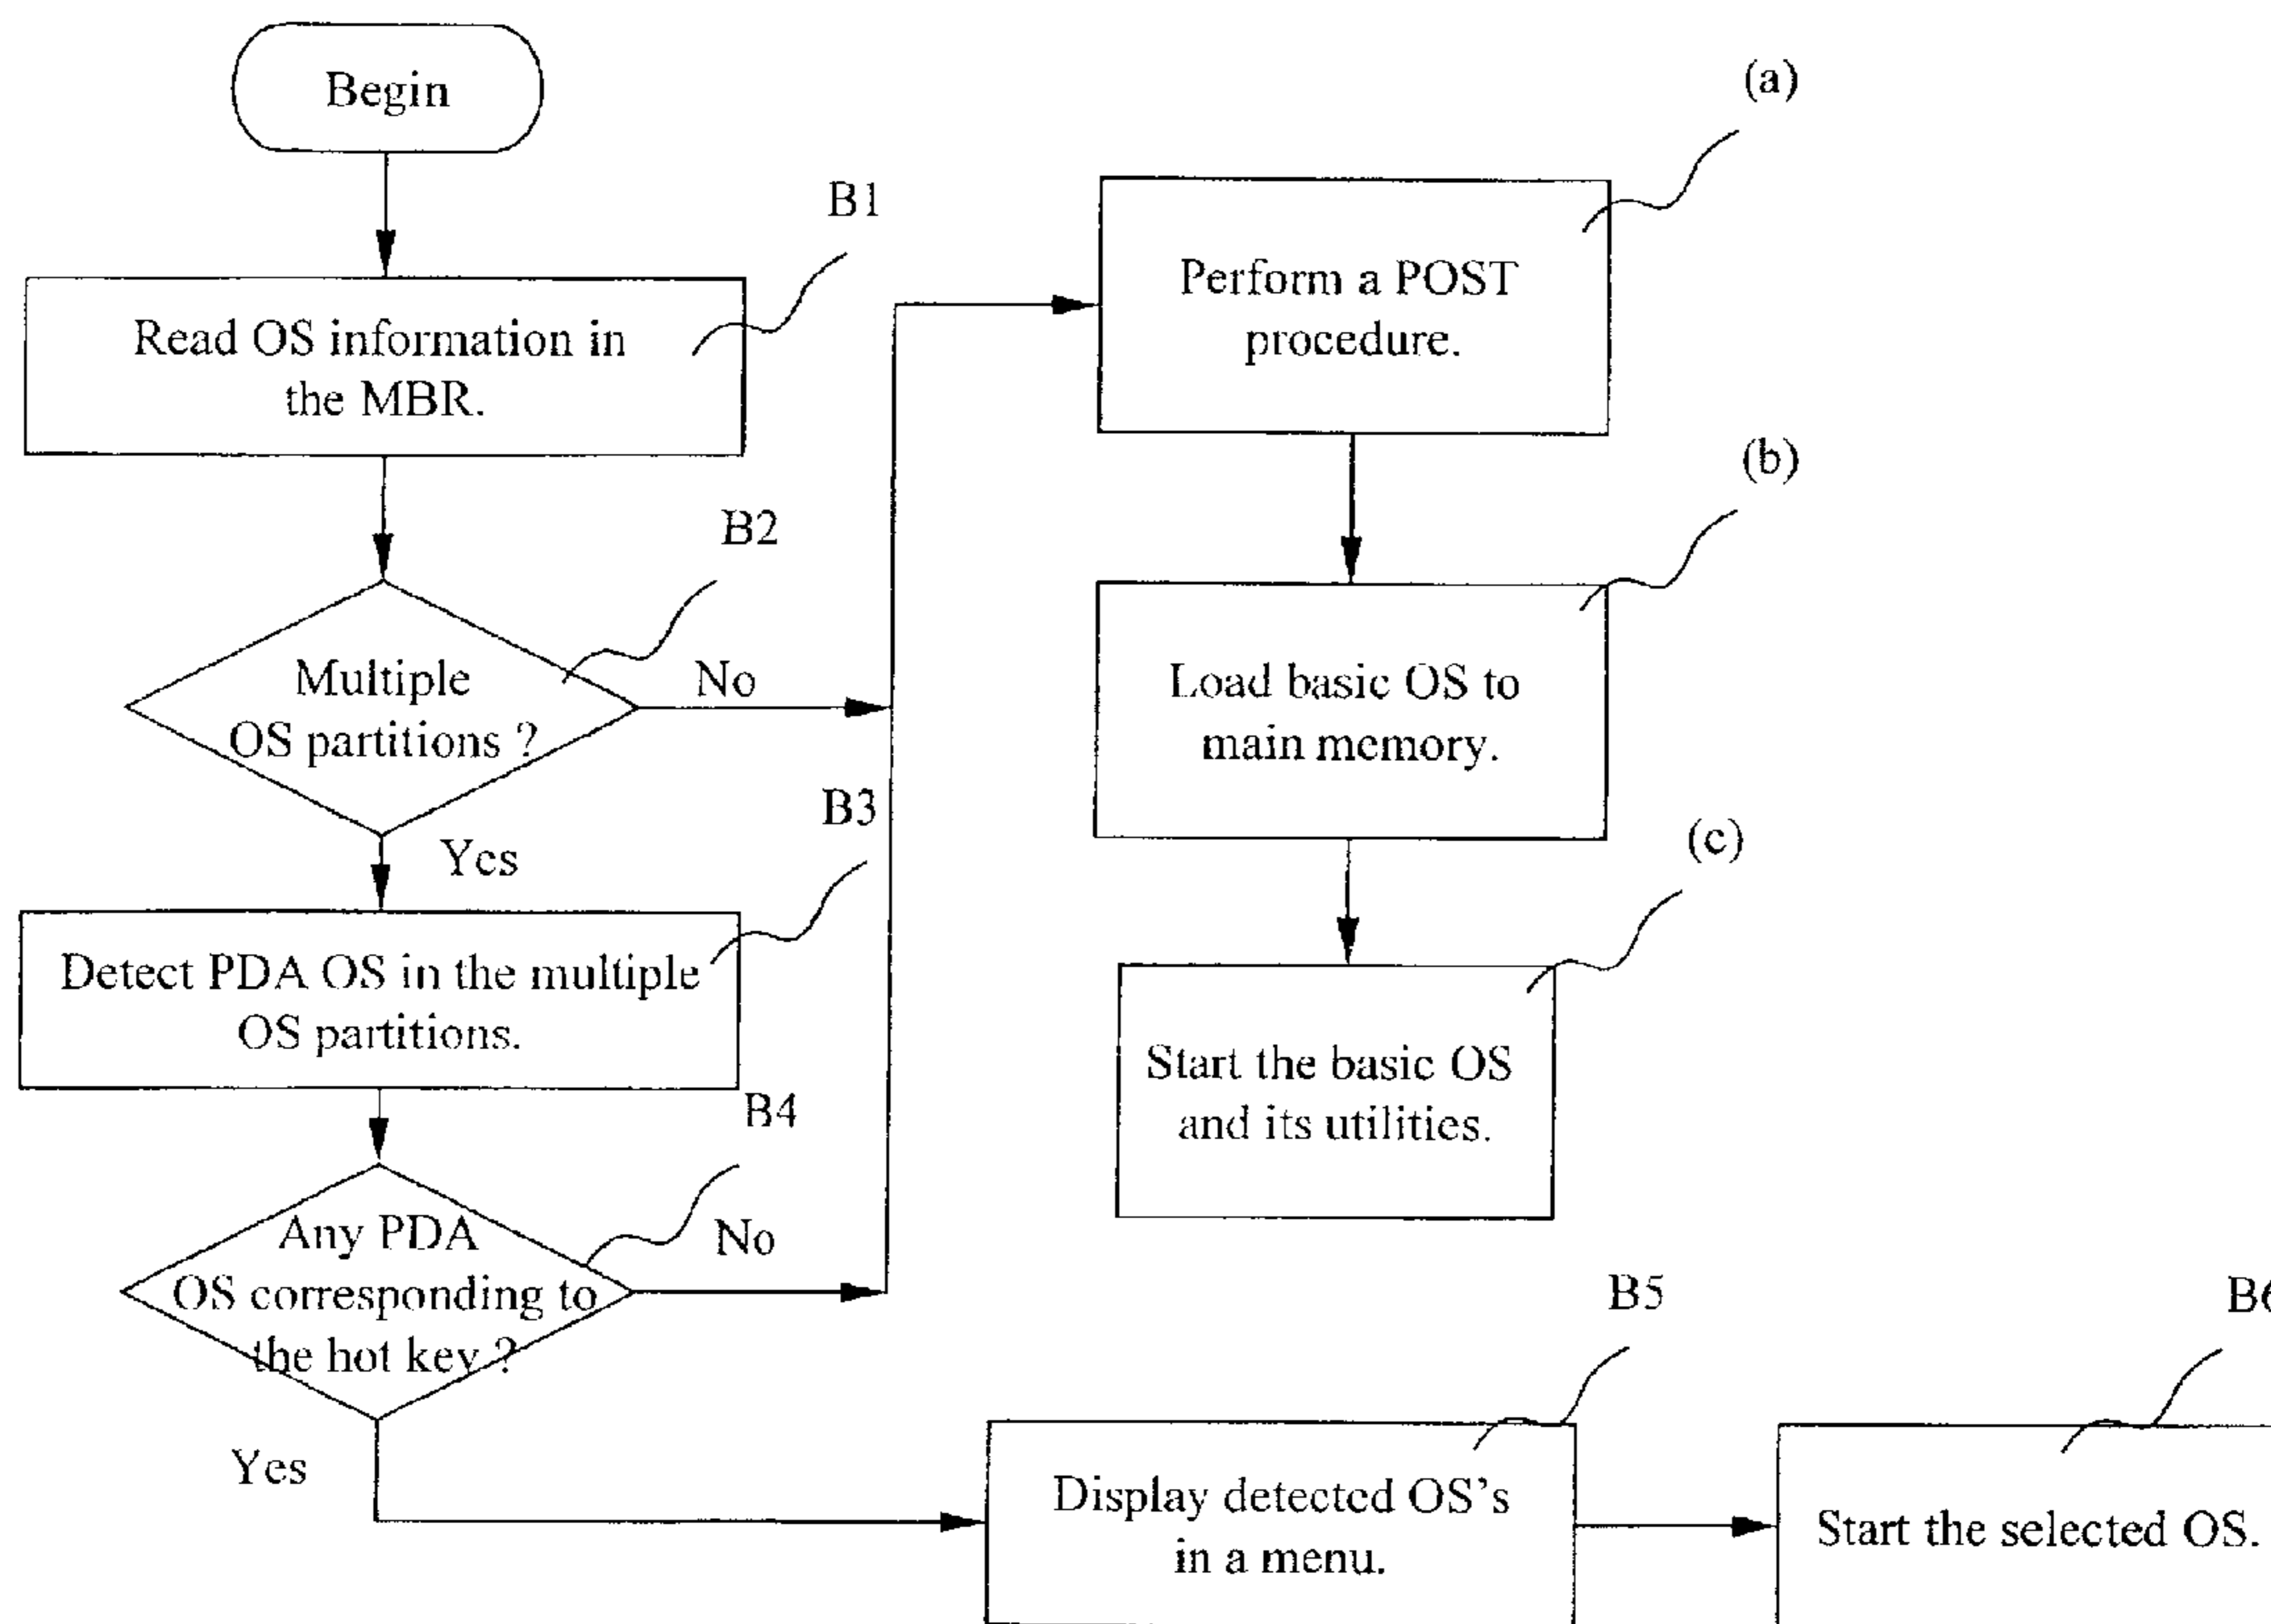 Begin
B1
Read OS information in
the MBR.
B2
Multiple
OS partitions ?
No
Yes
B3
Detect PDA OS in the multiple
OS partitions.
B4
Any PDA
OS corresponding to
the hot key ?
No
Yes
(a)
Perform a POST
procedure.
(b)
Load basic OS to
main memory.
(c)
Start the basic OS
and its utilities.
B5
Display detected OS's
in a menu.
B6
Start the selected OS.